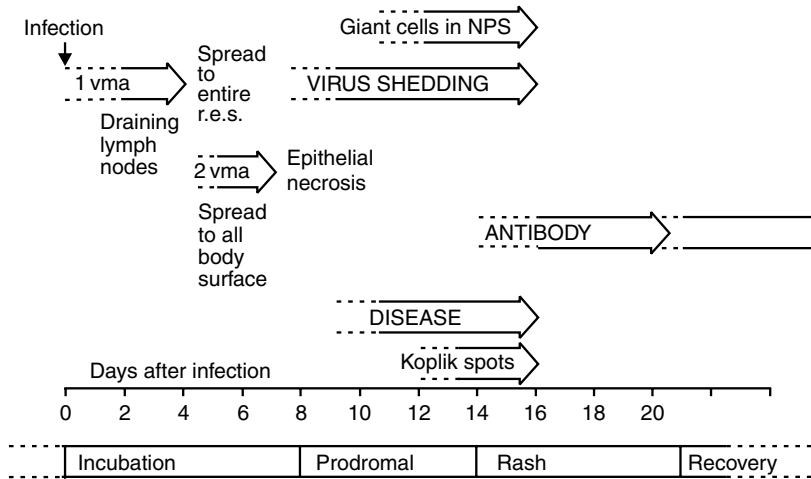 Giant cells in NPS
Infection
1 vma
Spread
to
entire
r.e.s.
VIRUS SHEDDING
Draining
lymph
nodes
2 vma
Epithelial
necrosis
Spread
to all
body
surface
ANTIBODY
DISEASE
Koplik spots
Days after infection
0 2 4 6 8 10 12 14 16 18 20
Incubation Prodromal Rash Recovery